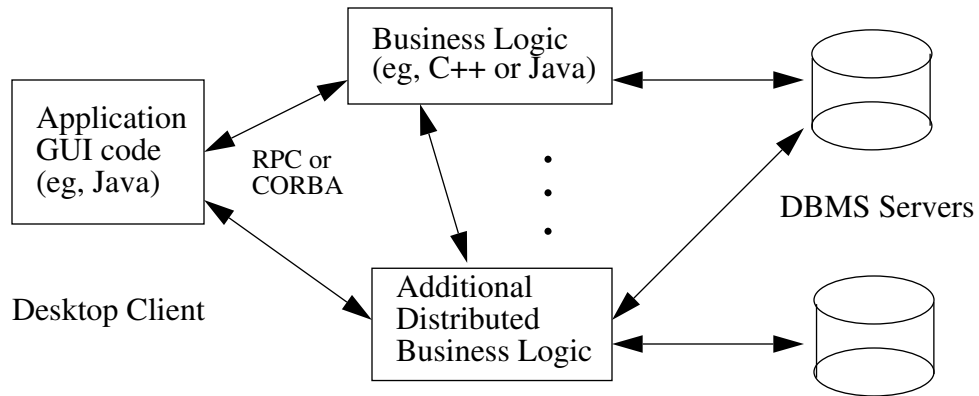 Application
GUI code
(eg, Java)
Desktop Client
RPC or
CORBA
Business Logic
(eg, C++ or Java)
Additional
Distributed
Business Logic
DBMS Servers